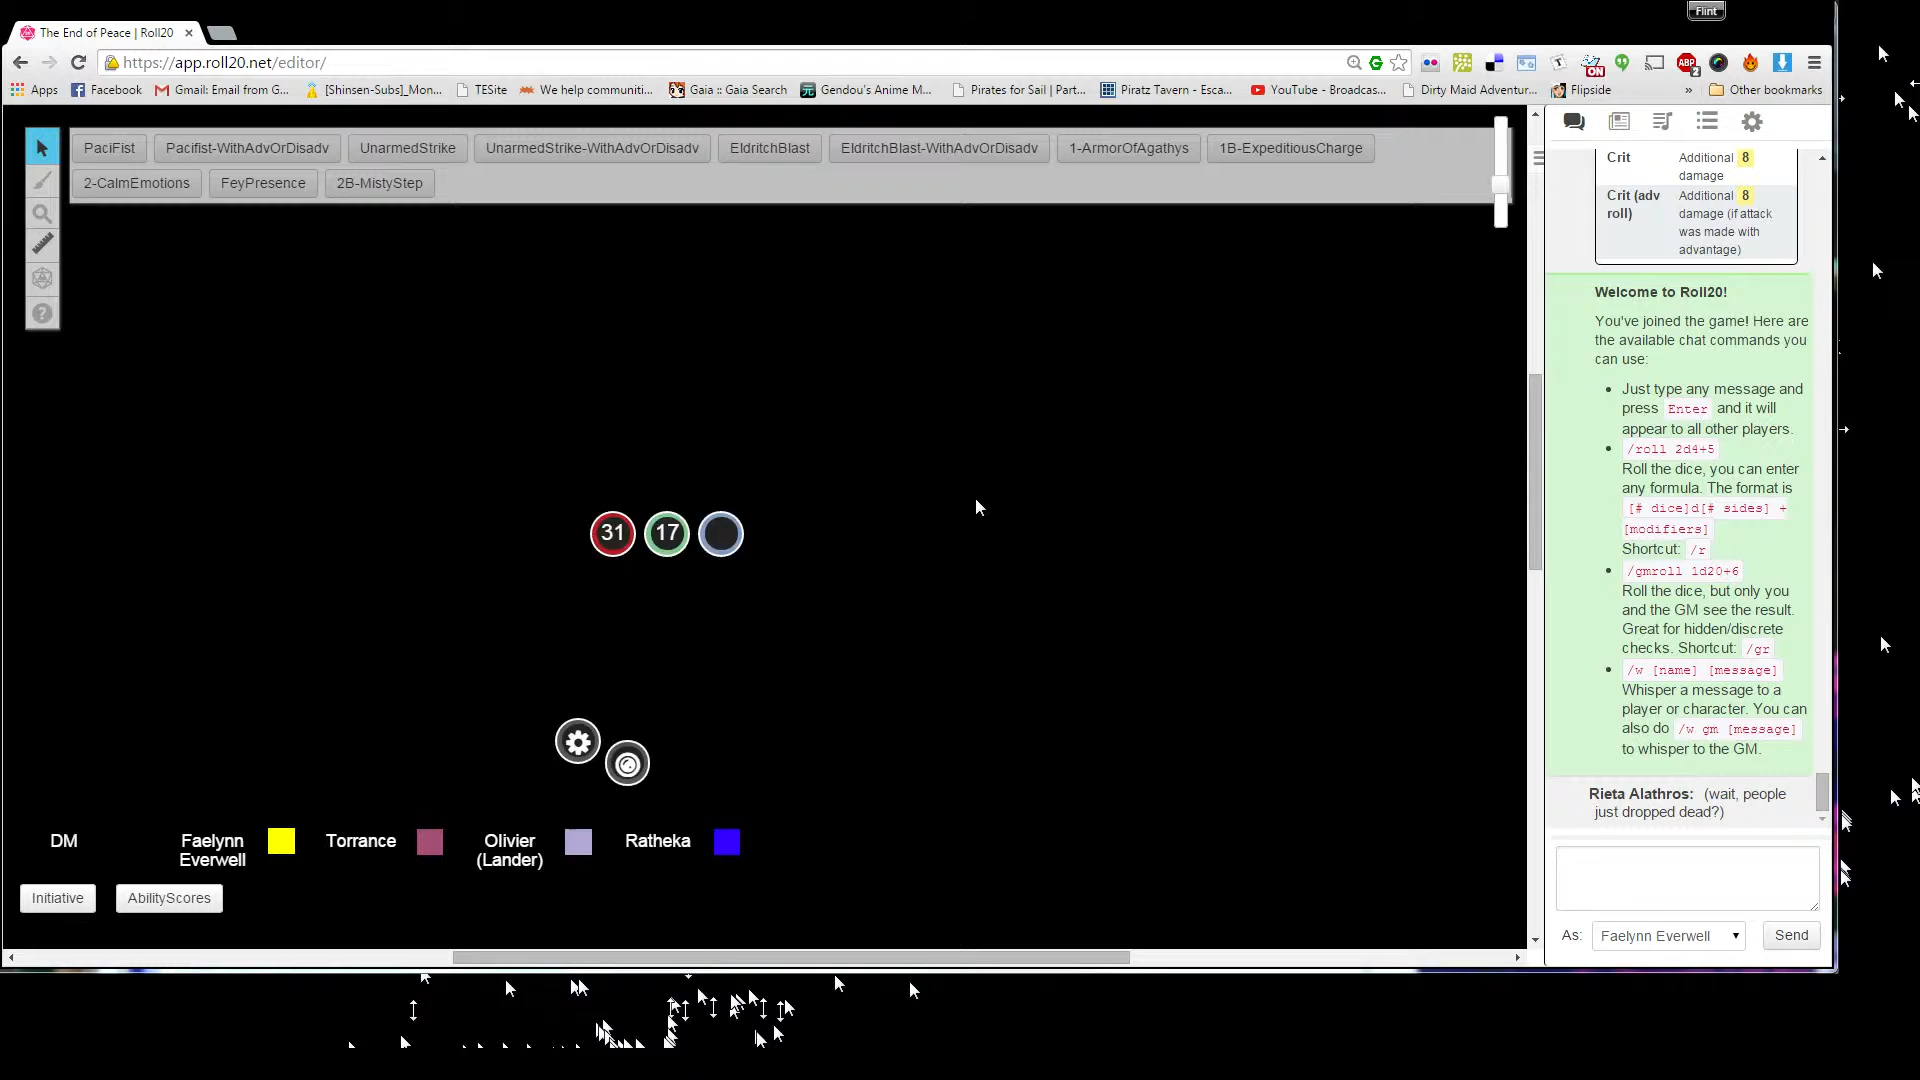 Flint
The End of Peace | Roll20
https://app.roll20.net/editor/
ABP
2
ON
Apps
Facebook
Gmail: Email from G...
[Shinsen-Subs]_Mon...
TESite
We help communiti...
Gaia :: Gaia Search
Gendou's Anime M...
Pirates for Sail | Part...
Piratz Tavern - Esca...
YouTube - Broadcas...
Dirty Maid Adventur...
Flipside
»
Other bookmarks
PaciFist
Pacifist-WithAdvOrDisadv
UnarmedStrike
UnarmedStrike-WithAdvOrDisadv
EldritchBlast
EldritchBlast-WithAdvOrDisadv
1-ArmorOfAgathys
1B-ExpeditiousCharge
2-CalmEmotions
FeyPresence
2B-MistyStep
31
17
DM
Faelynn
Everwell
Torrance
Olivier
(Lander)
Ratheka
Initiative
AbilityScores
Crit
Additional 8
damage
Crit (adv
roll)
Additional 8
damage (if attack
was made with
advantage)
Welcome to Roll20!
You've joined the game! Here are
the available chat commands you
can use:
• Just type any message and
press Enter and it will
appear to all other players.
• /roll 2d4+5
Roll the dice, you can enter
any formula. The format is
[# dice]d[# sides] +
[modifiers]
Shortcut: /r
• /gmroll 1d20+6
Roll the dice, but only you
and the GM see the result.
Great for hidden/discrete
checks. Shortcut: /gr
• /w [name] [message]
Whisper a message to a
player or character. You can
also do /w gm [message]
to whisper to the GM.
Rieta Alathros: (wait, people
just dropped dead?)
As:
Faelynn Everwell
Send